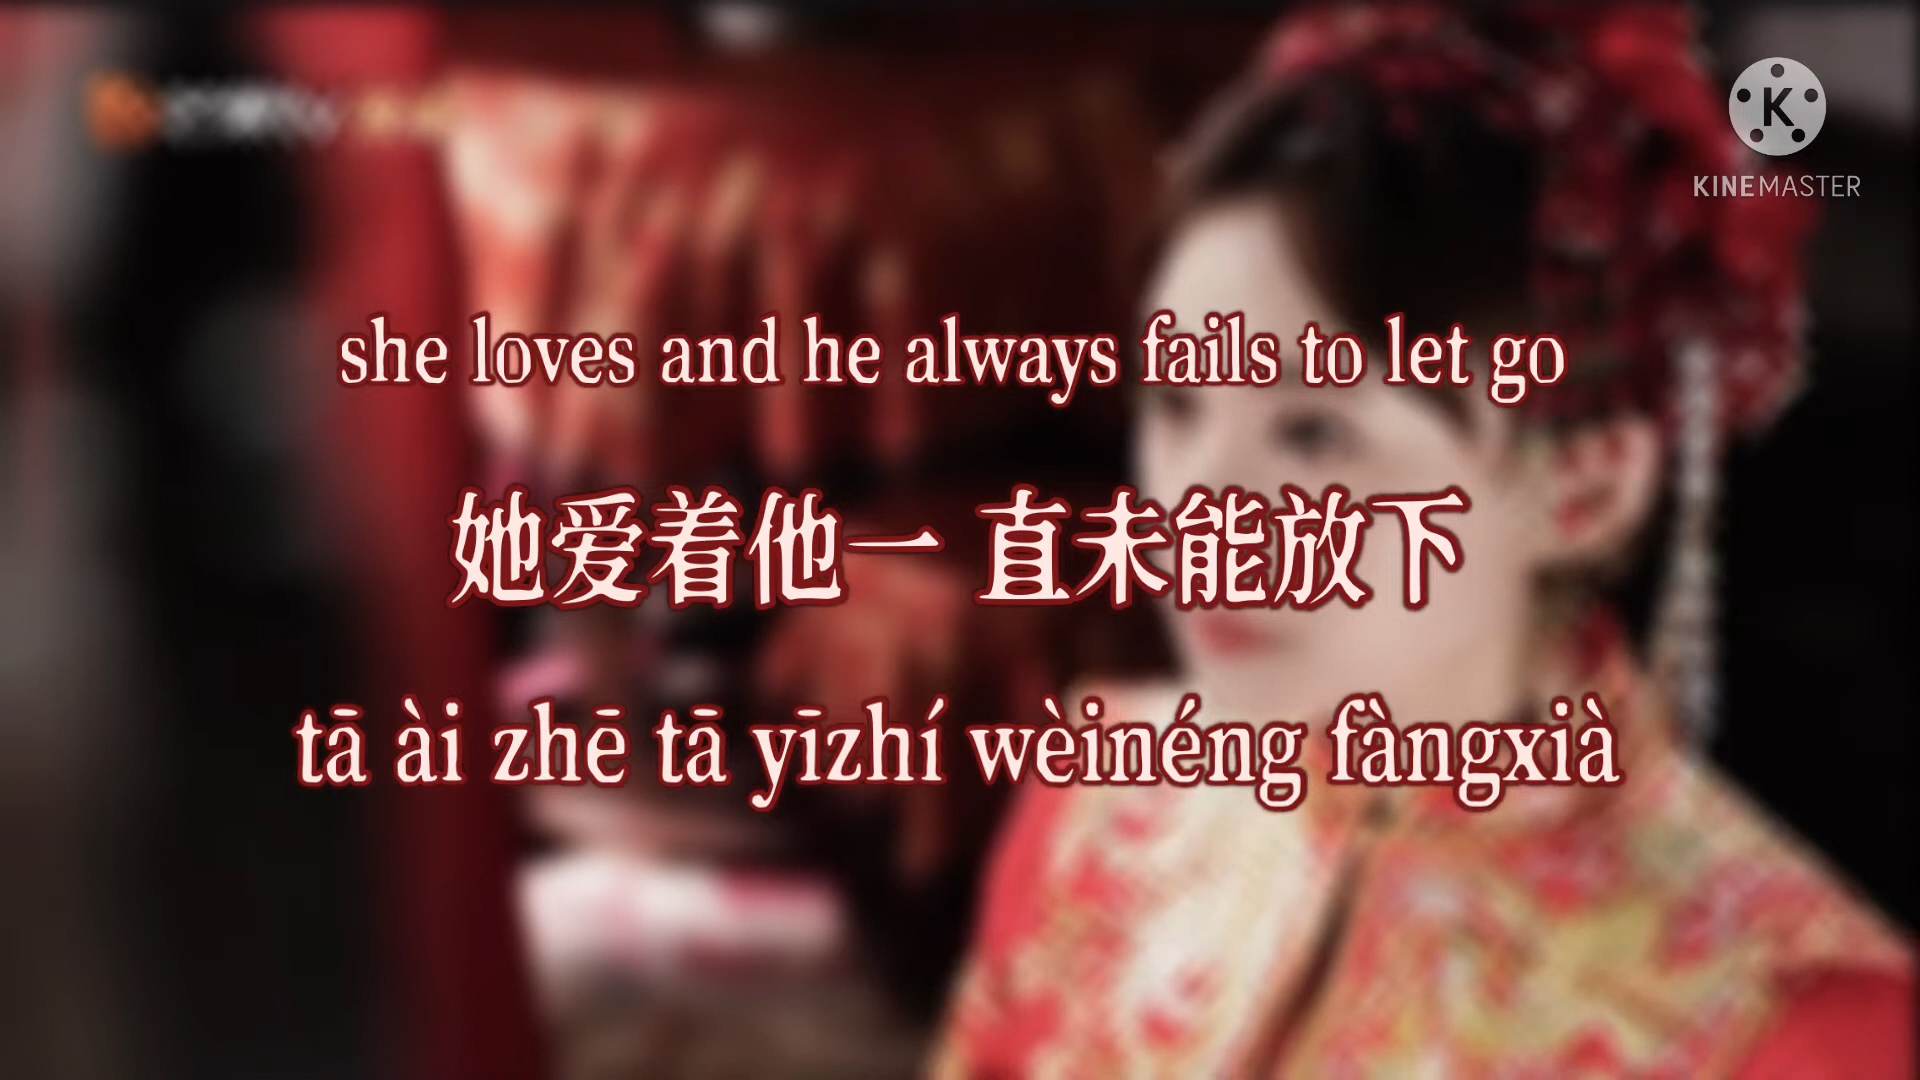 KINEMASTER
she loves and he always fails to let go
她爱着他一 直未能放下
tā ài zhē tā yīzhí wèinéng fàngxià